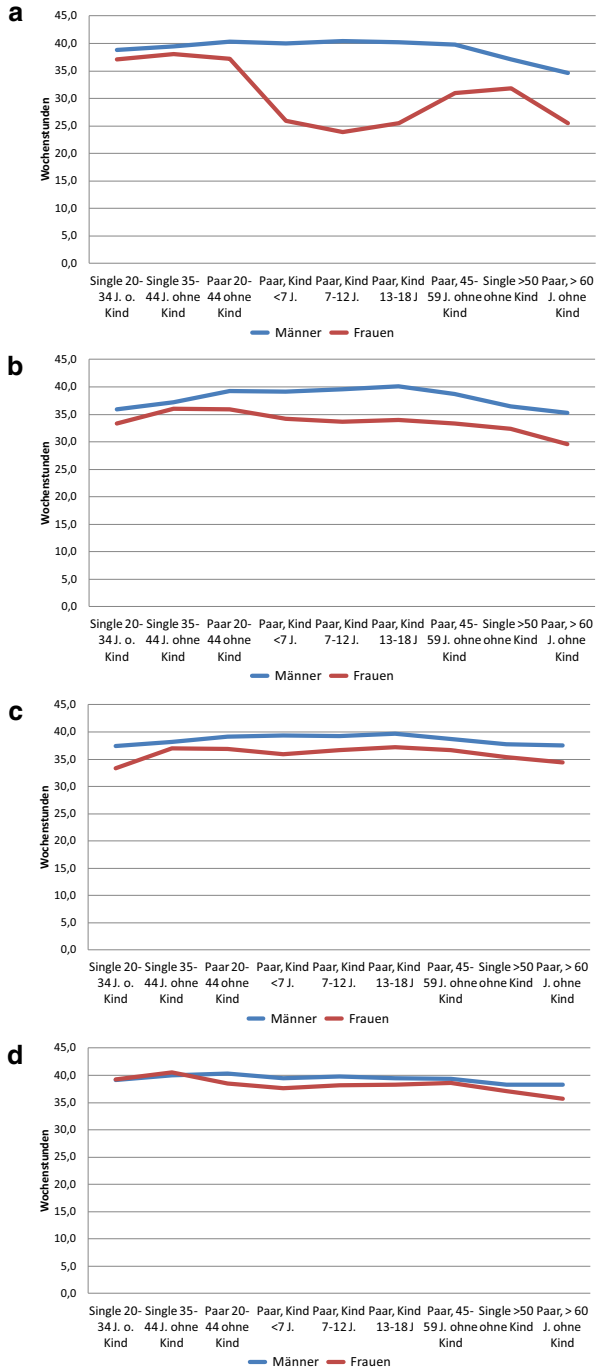 a
45,0
40,0
35,0
30,0
25,0
20,0
15,0
10,0
5,0
0,0
Wochenstunden
Single 20- Single 35- Paar 20- Paar, Kind Paar, Kind Paar, Kind Paar, 45- Single >50 Paar, > 60
34 J. o. 44 J. ohne 44 ohne <7 J. 7-12 J. 13-18 J 59 J. ohne ohne Kind J. ohne
Kind Kind Kind Kind Kind
Männer Frauen
b
45,0
40,0
35,0
30,0
25,0
20,0
15,0
10,0
5,0
0,0
Wochenstunden
Single 20- Single 35- Paar 20- Paar, Kind Paar, Kind Paar, Kind Paar, 45- Single >50 Paar, > 60
34 J. o. 44 J. ohne 44 ohne <7 J. 7-12 J. 13-18 J 59 J. ohne ohne Kind J. ohne
Kind Kind Kind Kind Kind
Männer Frauen
c
45,0
40,0
35,0
30,0
25,0
20,0
15,0
10,0
5,0
0,0
Wochenstunden
Single 20- Single 35- Paar 20- Paar, Kind Paar, Kind Paar, Kind Paar, 45- Single >50 Paar, > 60
34 J. o. 44 J. ohne 44 ohne <7 J. 7-12 J. 13-18 J 59 J. ohne ohne Kind J. ohne
Kind Kind Kind Kind Kind
Männer Frauen
d
45,0
40,0
35,0
30,0
25,0
20,0
15,0
10,0
5,0
0,0
Wochenstunden
Single 20- Single 35- Paar 20- Paar, Kind Paar, Kind Paar, Kind Paar, 45- Single >50 Paar, > 60
34 J. o. 44 J. ohne 44 ohne <7 J. 7-12 J. 13-18 J 59 J. ohne ohne Kind J. ohne
Kind Kind Kind Kind Kind
Männer Frauen